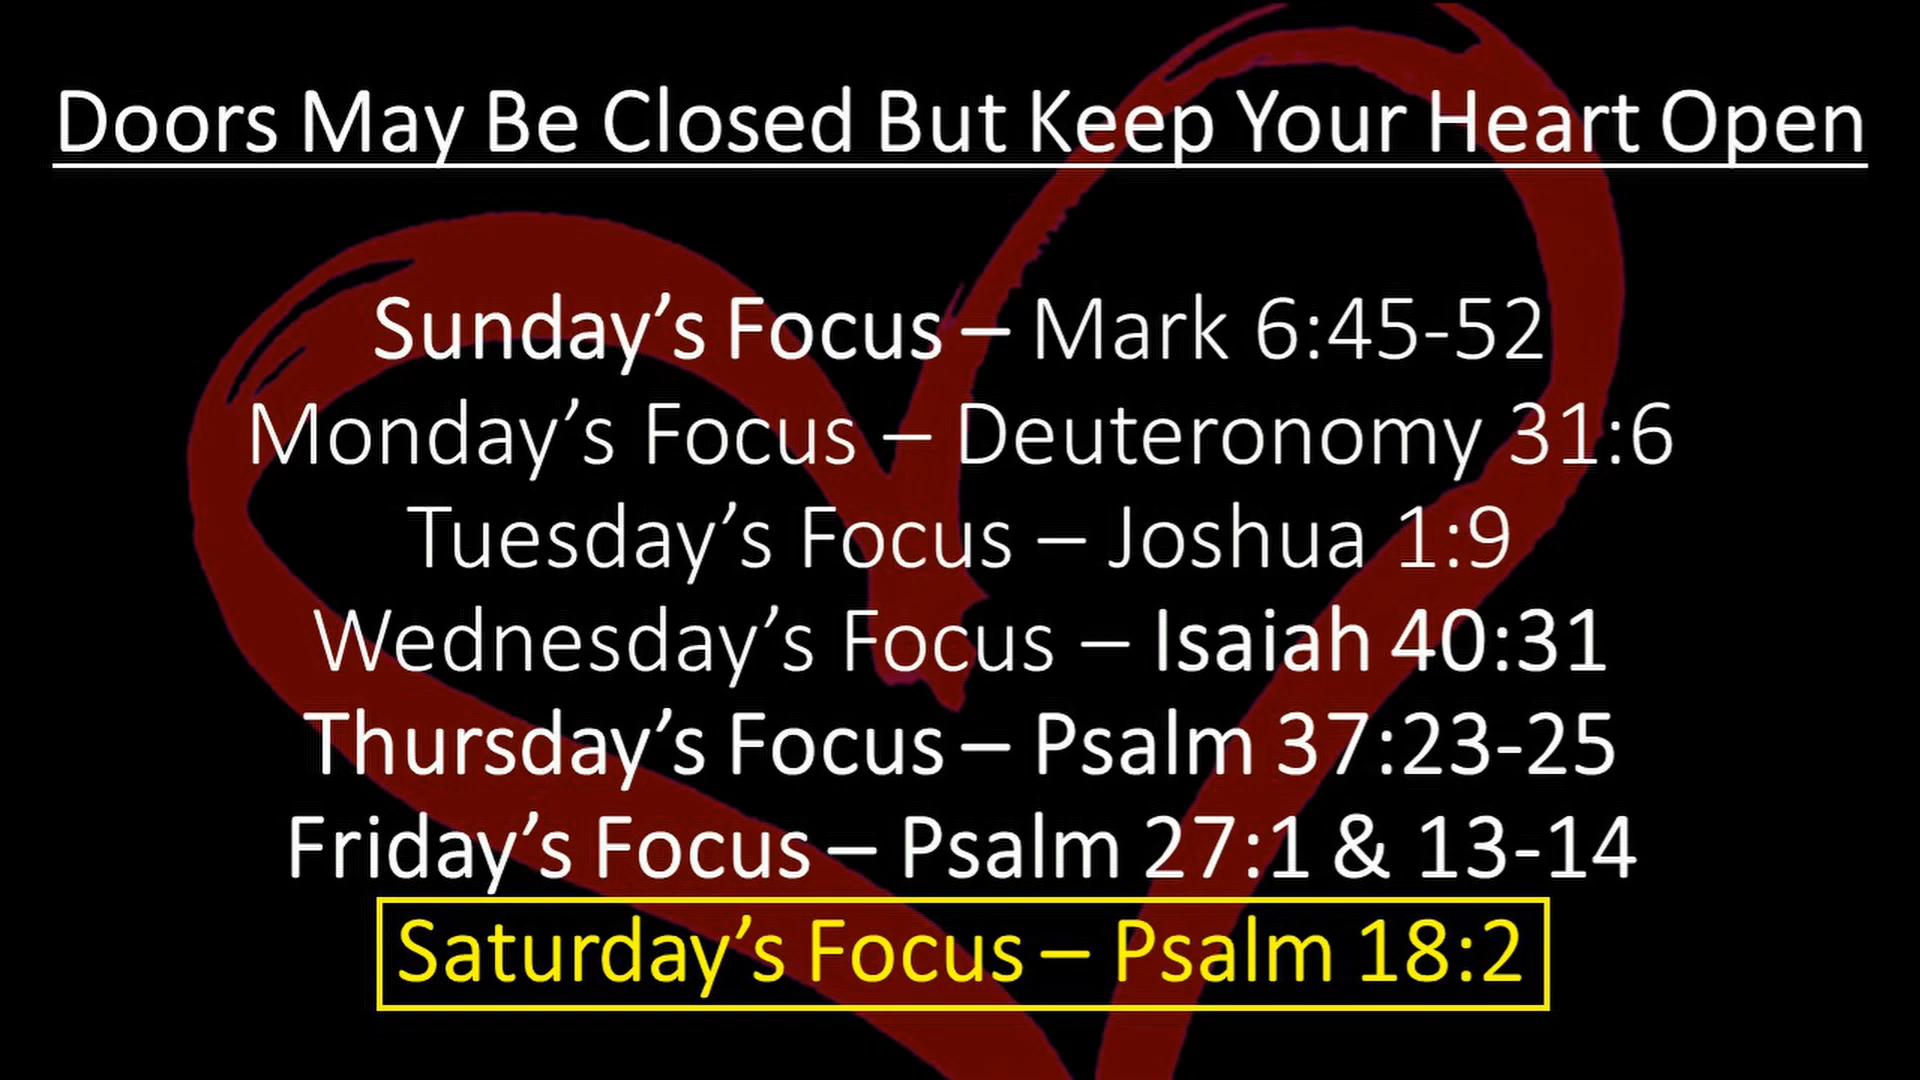 Doors May Be Closed But Keep Your Heart Open
Sunday’s Focus – Mark 6:45-52
Monday’s Focus – Deuteronomy 31:6
Tuesday’s Focus – Joshua 1:9
Wednesday’s Focus – Isaiah 40:31
Thursday’s Focus – Psalm 37:23-25
Friday’s Focus – Psalm 27:1 & 13-14
Saturday’s Focus – Psalm 18:2